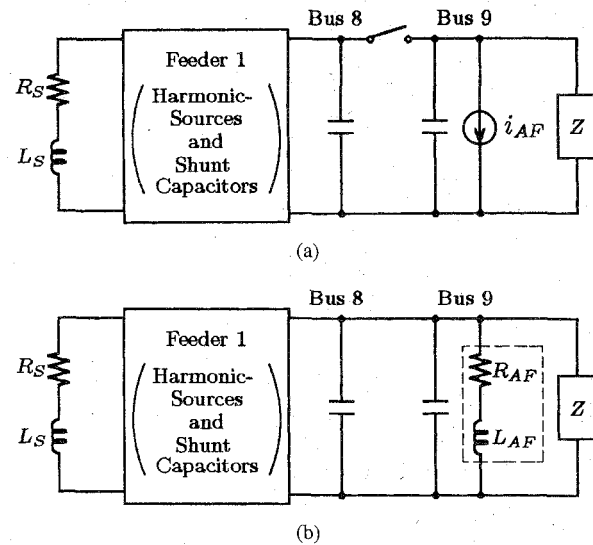 Bus 8 Bus 9
Feeder 1
R_S
Harmonic-
Sources
and
Shunt
Capacitors
L_S
i_AF
Z
(a)
Bus 8 Bus 9
Feeder 1
R_S
Harmonic-
Sources
and
Shunt
Capacitors
L_S
R_AF
L_AF
Z
(b)